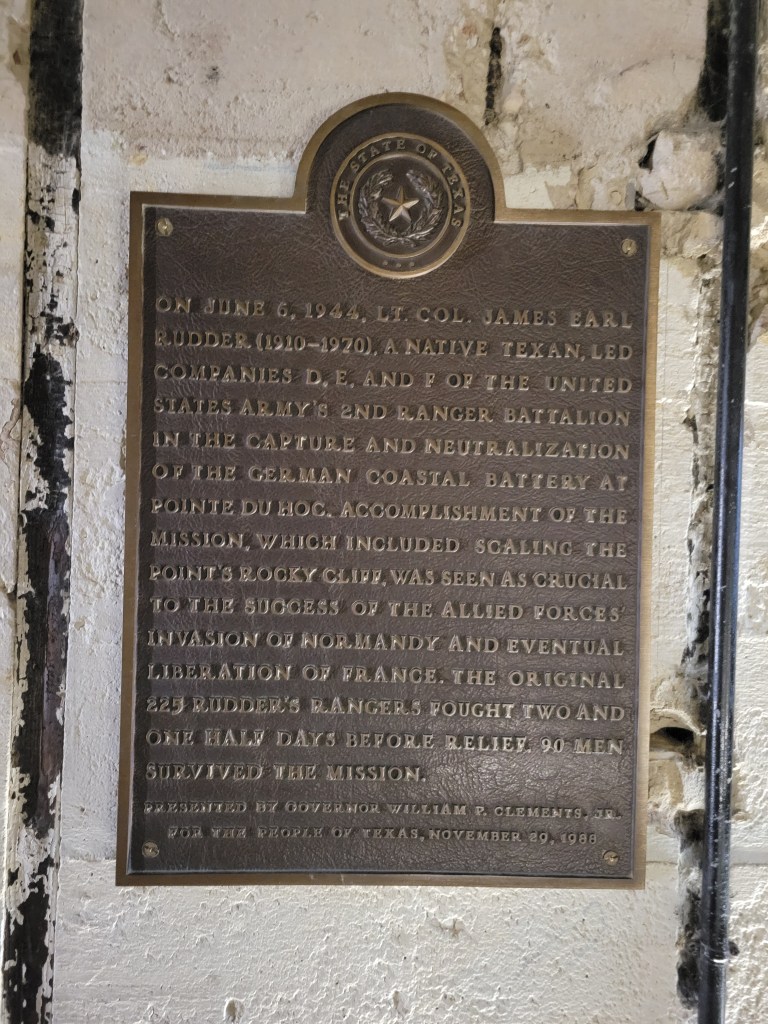 THE STATE OF TEXAS
ON JUNE 6, 1944, LT. COL. JAMES EARL
RUDDER (1910–1970), A NATIVE TEXAN, LED
COMPANIES D, E, AND F OF THE UNITED
STATES ARMY'S 2ND RANGER BATTALION
IN THE CAPTURE AND NEUTRALIZATION
OF THE GERMAN COASTAL BATTERY AT
POINTE DU HOC. ACCOMPLISHMENT OF THE
MISSION, WHICH INCLUDED SCALING THE
POINT'S ROCKY CLIFF, WAS SEEN AS CRUCIAL
TO THE SUCCESS OF THE ALLIED FORCES'
INVASION OF NORMANDY AND EVENTUAL
LIBERATION OF FRANCE. THE ORIGINAL
225 RUDDER'S RANGERS FOUGHT TWO AND
ONE HALF DAYS BEFORE RELIEF. 90 MEN
SURVIVED THE MISSION.
PRESENTED BY GOVERNOR WILLIAM P. CLEMENTS, JR.
FOR THE PEOPLE OF TEXAS, NOVEMBER 29, 1988